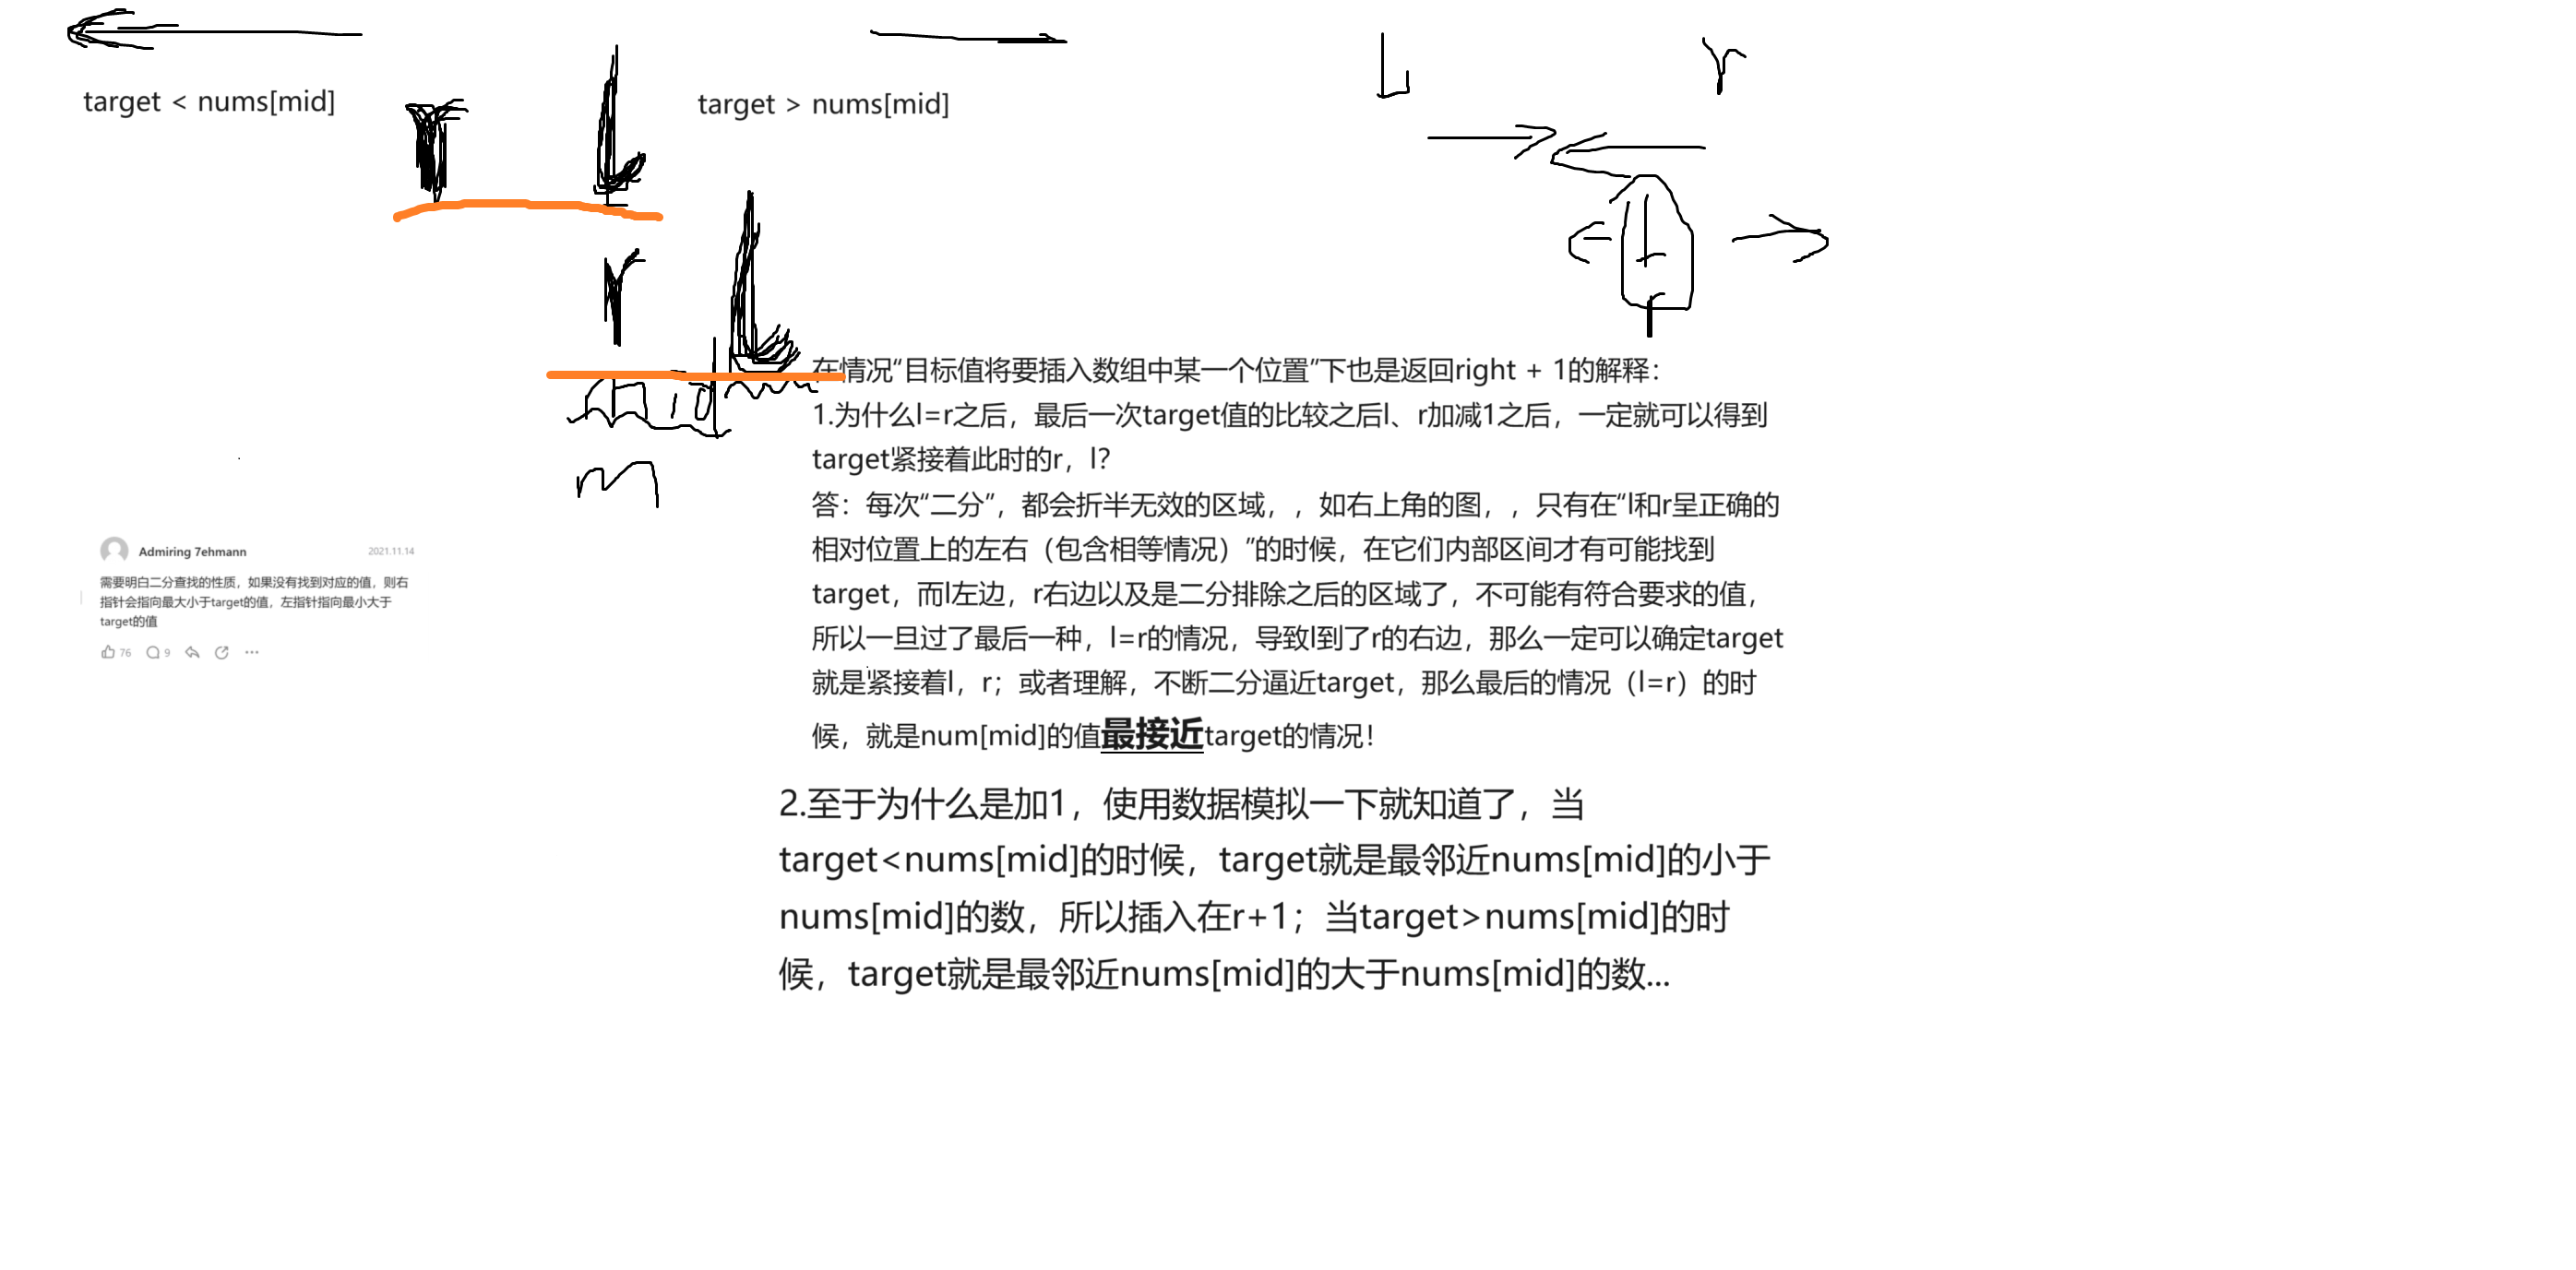 target < nums[mid]
target > nums[mid]
L
r
r
L
r
L
L
r
mid
m
在情况“目标值将要插入数组中某一个位置”下也是返回right + 1的解释：
1.为什么l=r之后，最后一次target值的比较之后l、r加减1之后，一定就可以得到
target紧接着此时的r，l？
答：每次“二分”，都会折半无效的区域，，如右上角的图，，只有在“l和r呈正确的
相对位置上的左右（包含相等情况）”的时候，在它们内部区间才有可能找到
target，而l左边，r右边以及是二分排除之后的区域了，不可能有符合要求的值，
所以一旦过了最后一种，l=r的情况，导致l到了r的右边，那么一定可以确定target
就是紧接着l，r；或者理解，不断二分逼近target，那么最后的情况（l=r）的时
候，就是num[mid]的值最接近target的情况！
2.至于为什么是加1，使用数据模拟一下就知道了，当
target<nums[mid]的时候，target就是最邻近nums[mid]的小于
nums[mid]的数，所以插入在r+1；当target>nums[mid]的时
候，target就是最邻近nums[mid]的大于nums[mid]的数...
Admiring 7ehmann
2021.11.14
需要明白二分查找的性质，如果没有找到对应的值，则右
指针会指向最大小于target的值，左指针指向最小大于
target的值
76 9